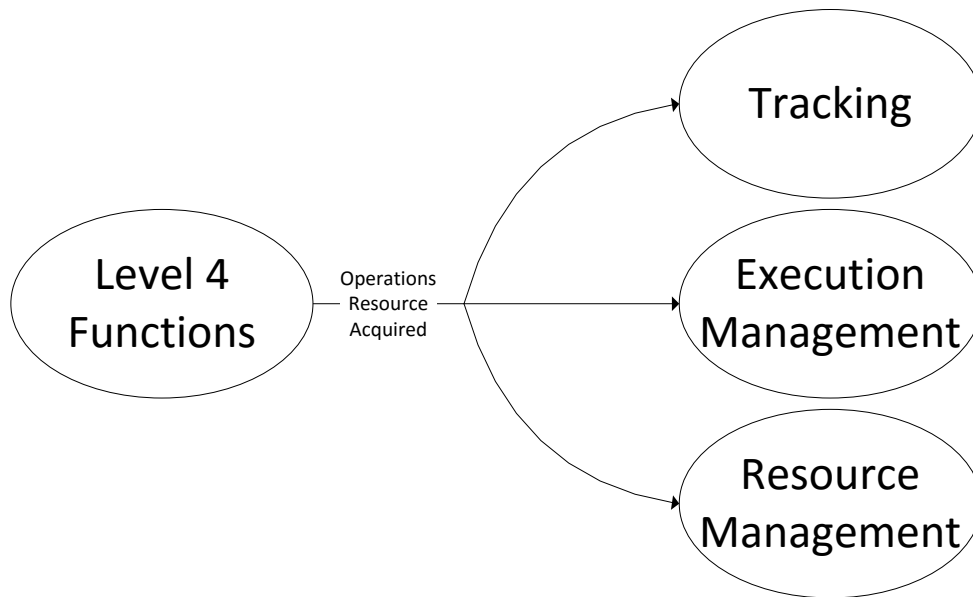 Tracking
Level 4
Functions
Operations
Resource
Acquired
Execution
Management
Resource
Management